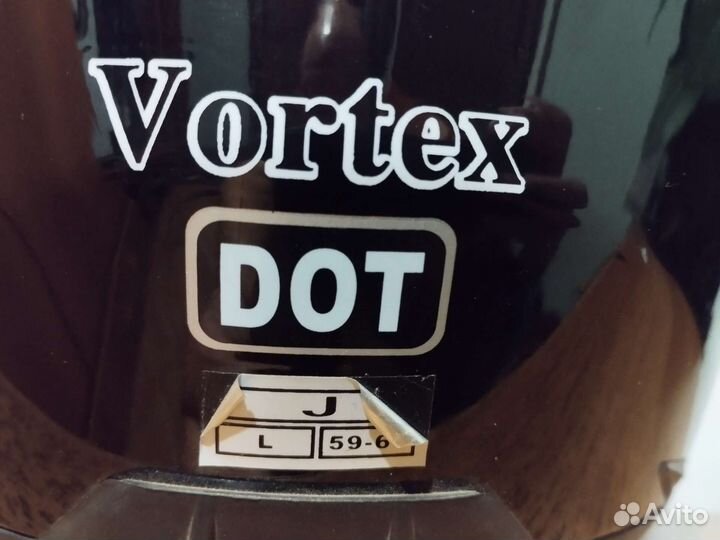 Vortex
DOT
J
L 59-6
Avito